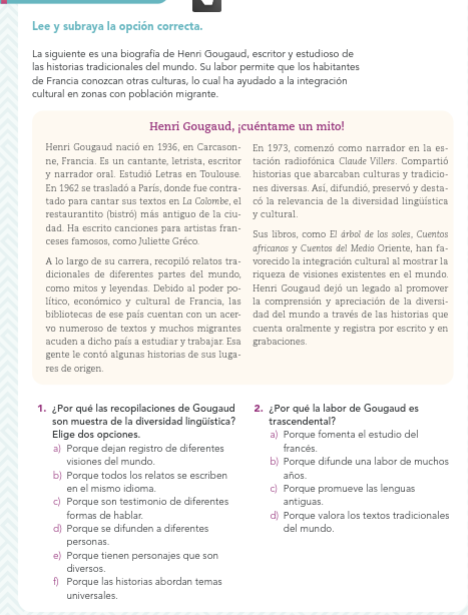 Lee y subraya la opción correcta.
La siguiente es una biografía de Henri Gougaud, escritor y estudioso de
las historias tradicionales del mundo. Su labor permite que los habitantes
de Francia conozcan otras culturas, lo cual ha ayudado a la integración
cultural en zonas con población migrante.
Henri Gougaud, ¡cuéntame un mito!
Henri Gougaud nació en 1936, en Carcason-
ne, Francia. Es un cantante, letrista, escritor
y narrador oral. Estudió Letras en Toulouse.
En 1962 se trasladó a París, donde fue contra-
tado para cantar sus textos en La Colombe, el
restaurantito (bistró) más antiguo de la ciu-
dad. Ha escrito canciones para artistas fran-
ceses famosos, como Juliette Gréco.
A lo largo de su carrera, recopiló relatos tra-
dicionales de diferentes partes del mundo,
como mitos y leyendas. Debido al poder po-
lítico, económico y cultural de Francia, las
bibliotecas de ese país cuentan con un acer-
vo numeroso de textos y muchos migrantes
acuden a dicho país a estudiar y trabajar. Esa
gente le contó algunas historias de sus luga-
res de origen.
En 1973, comenzó como narrador en la es-
tación radiofónica Claude Villers. Compartió
historias que abarcaban culturas y tradicio-
nes diversas. Así, difundió, preservó y desta-
có la relevancia de la diversidad lingüística
y cultural.
Sus libros, como El árbol de los soles, Cuentos
africanos y Cuentos del Medio Oriente, han fa-
vorecido la integración cultural al mostrar la
riqueza de visiones existentes en el mundo.
Henri Gougaud dejó un legado al promover
la comprensión y apreciación de la diversi-
dad del mundo a través de las historias que
cuenta oralmente y registra por escrito y en
grabaciones.
1. ¿Por qué las recopilaciones de Gougaud
son muestra de la diversidad lingüística?
Elige dos opciones.
a) Porque dejan registro de diferentes
visiones del mundo.
b) Porque todos los relatos se escriben
en el mismo idioma.
c) Porque son testimonio de diferentes
formas de hablar.
d) Porque se difunden a diferentes
personas.
e) Porque tienen personajes que son
diversos.
f) Porque las historias abordan temas
universales.
2. ¿Por qué la labor de Gougaud es
trascendental?
a) Porque fomenta el estudio del
francés.
b) Porque difunde una labor de muchos
años.
c) Porque promueve las lenguas
antiguas.
d) Porque valora los textos tradicionales
del mundo.